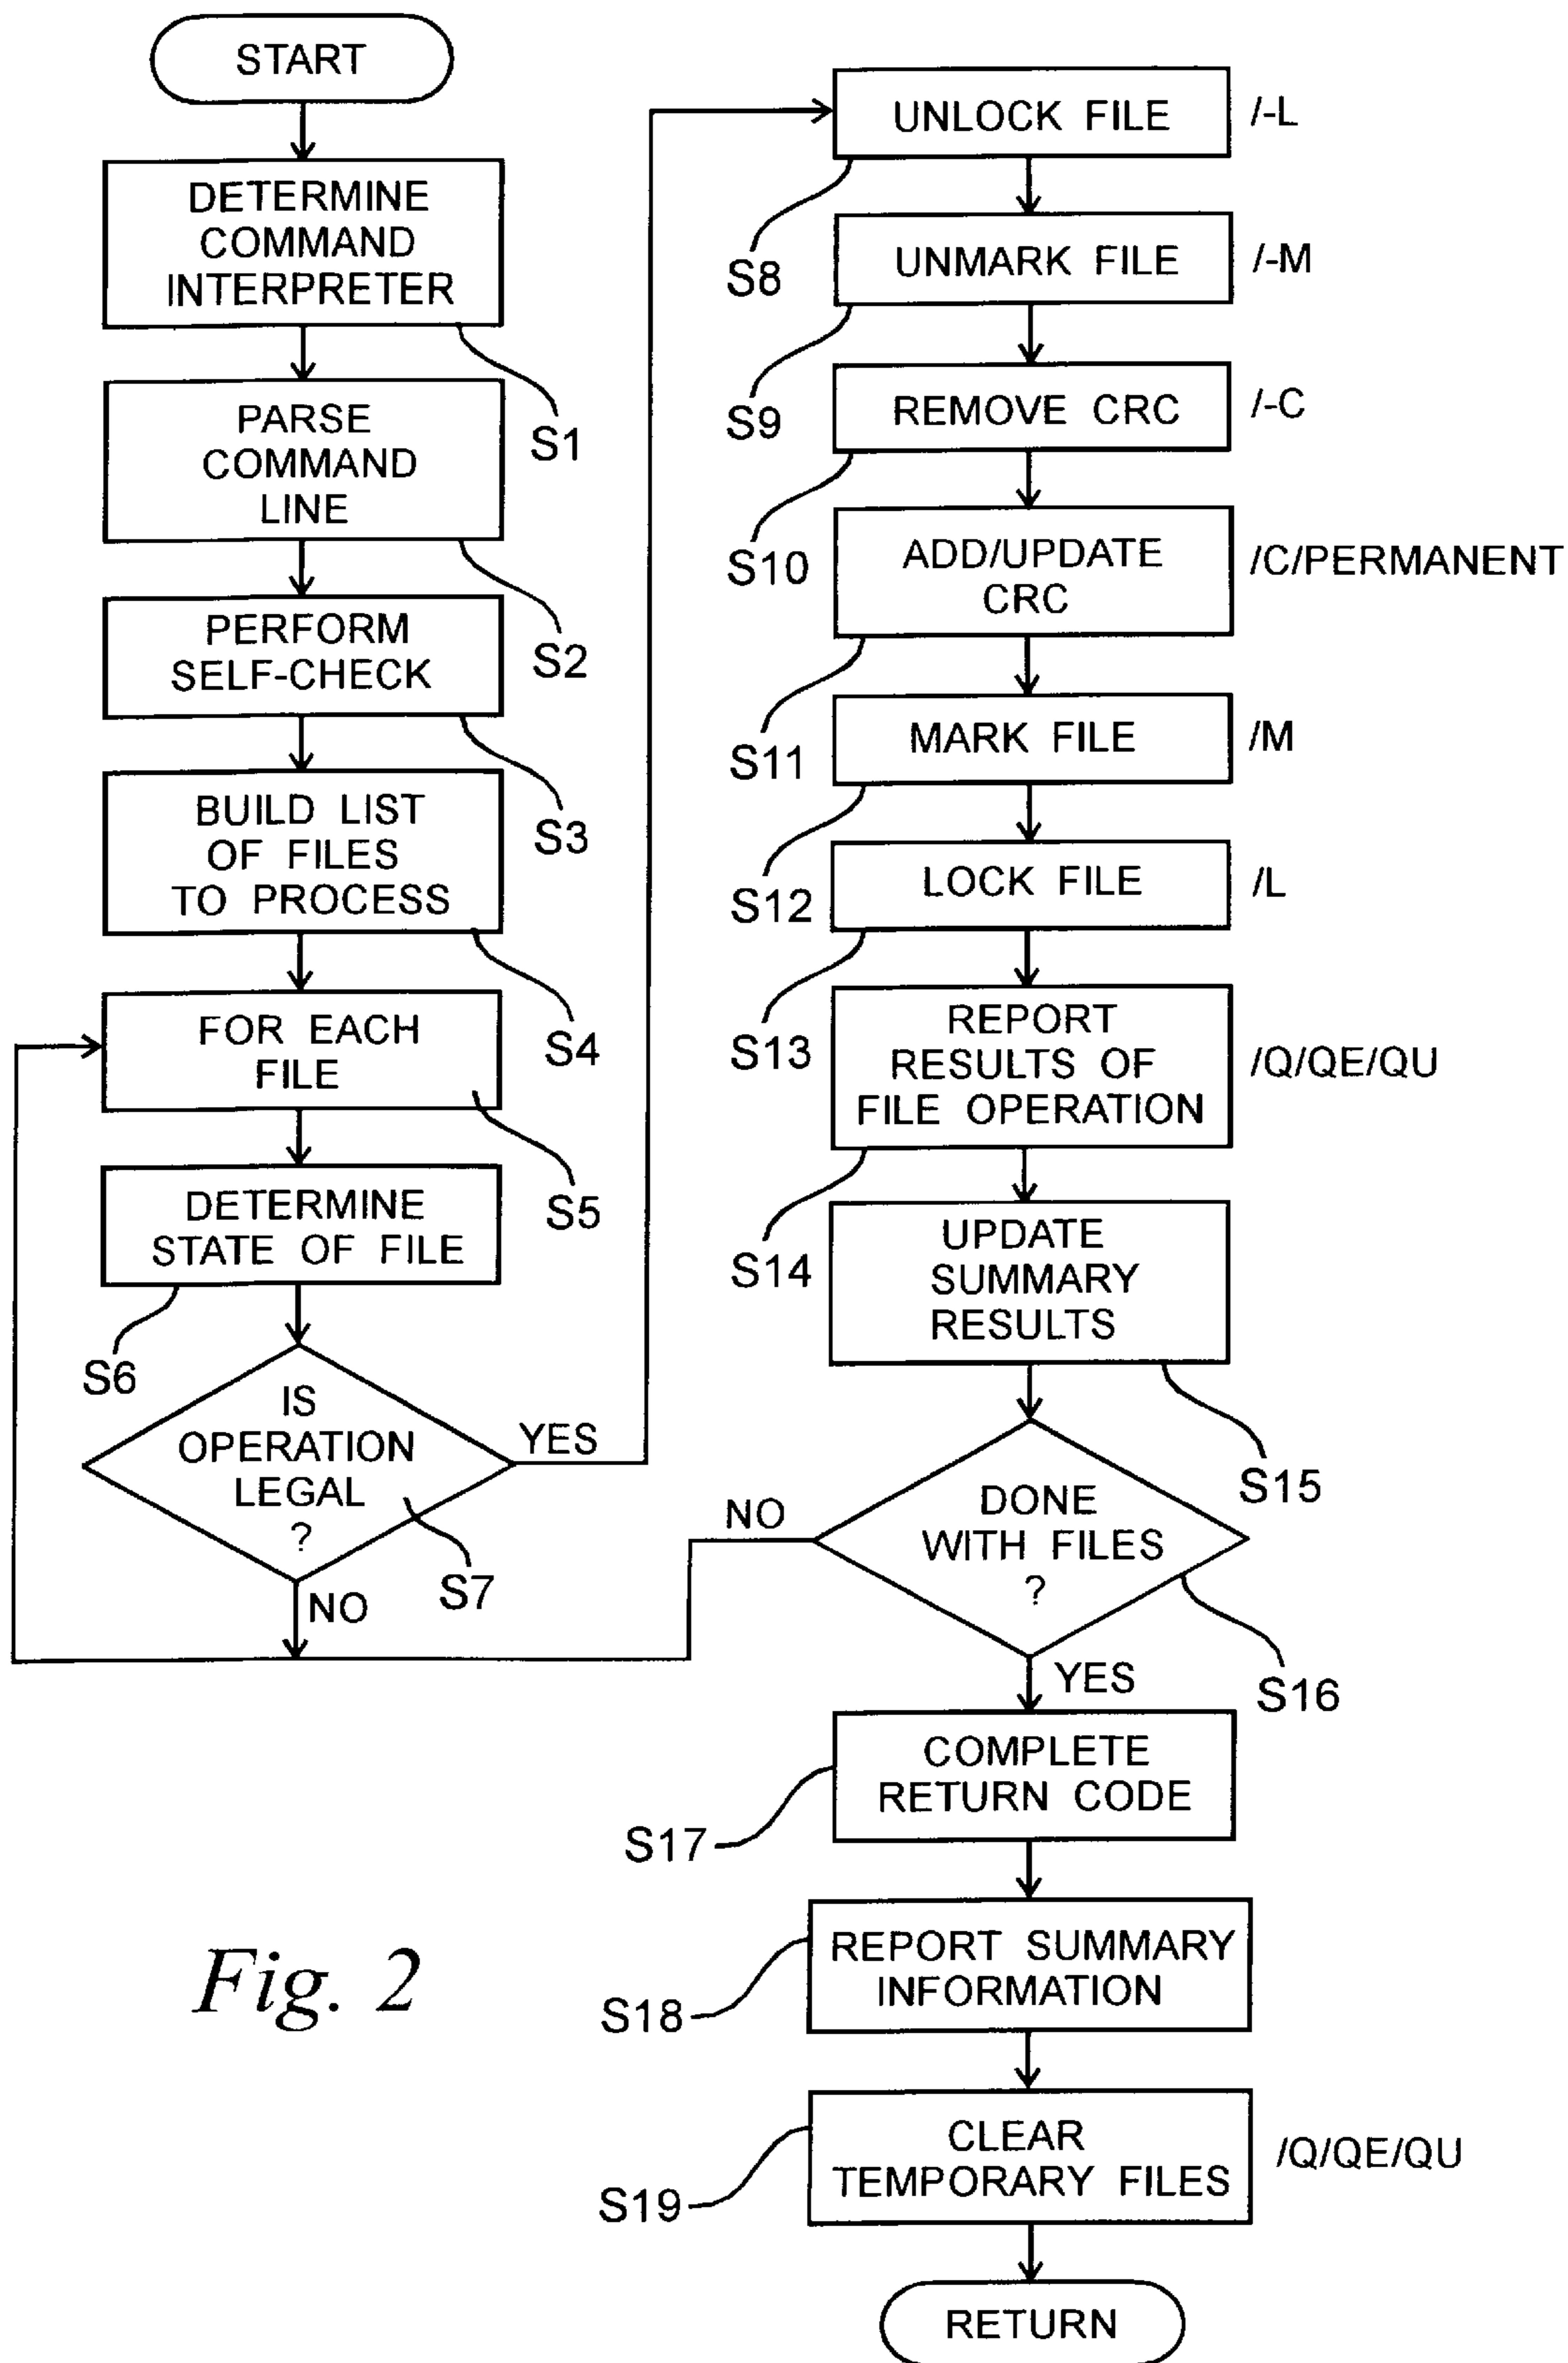 START
DETERMINE
COMMAND
INTERPRETER
S1
PARSE
COMMAND
LINE
S2
PERFORM
SELF-CHECK
S3
BUILD LIST
OF FILES
TO PROCESS
S4
FOR EACH
FILE
S5
DETERMINE
STATE OF FILE
S6
IS
OPERATION
LEGAL
?
YES
S7
NO
UNLOCK FILE /-L
S8
UNMARK FILE /-M
S9
REMOVE CRC /-C
S10
ADD/UPDATE
CRC
/C/PERMANENT
S11
MARK FILE /M
S12
LOCK FILE /L
S13
REPORT
RESULTS OF
FILE OPERATION
/Q/QE/QU
S14
UPDATE
SUMMARY
RESULTS
S15
DONE
WITH FILES
?
NO
S16
YES
COMPLETE
RETURN CODE
S17
REPORT SUMMARY
INFORMATION
S18
CLEAR
TEMPORARY FILES
/Q/QE/QU
S19
RETURN
Fig. 2